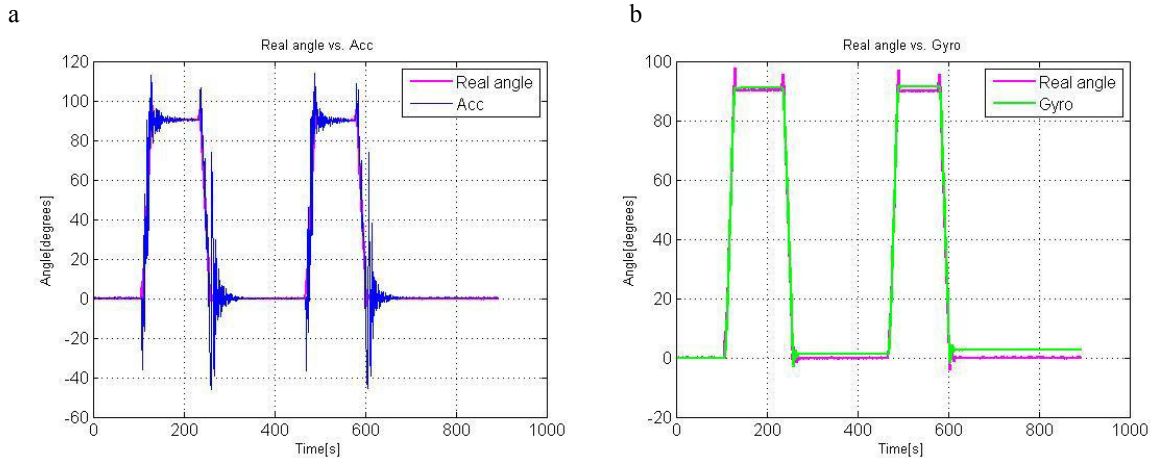 a
Real angle vs. Acc
120
100
80
60
40
20
0
-20
-40
-60
0 200 400 600 800 1000
Angle[degrees]
Time[s]
Real angle
Acc
b
Real angle vs. Gyro
100
80
60
40
20
0
-20
0 200 400 600 800 1000
Angle[degrees]
Time[s]
Real angle
Gyro